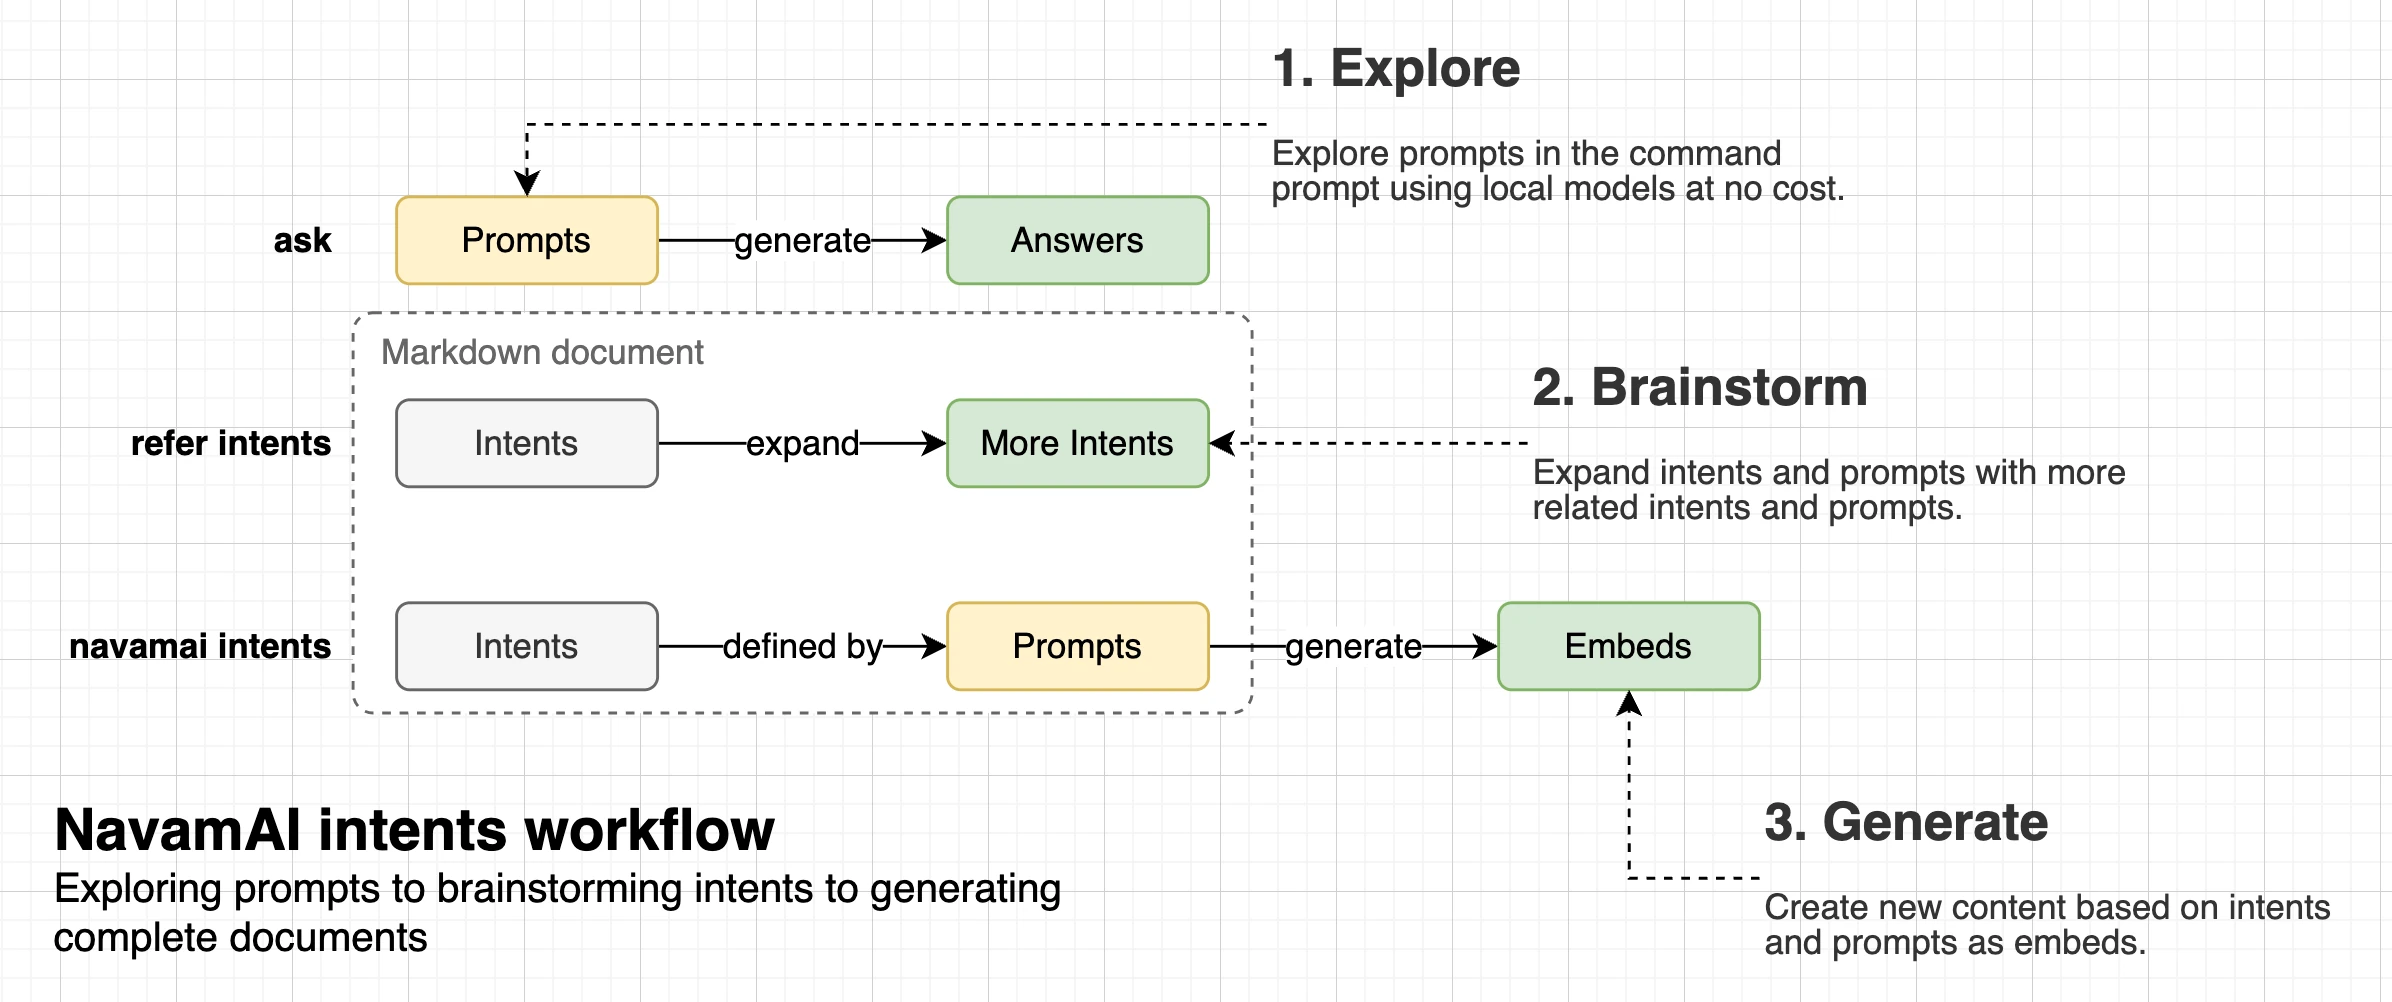 1. Explore
Explore prompts in the command
prompt using local models at no cost.
ask
Prompts
generate
Answers
Markdown document
refer intents
Intents
expand
More Intents
2. Brainstorm
Expand intents and prompts with more
related intents and prompts.
navamai intents
Intents
defined by
Prompts
generate
Embeds
3. Generate
Create new content based on intents
and prompts as embeds.
NavamAI intents workflow
Exploring prompts to brainstorming intents to generating
complete documents